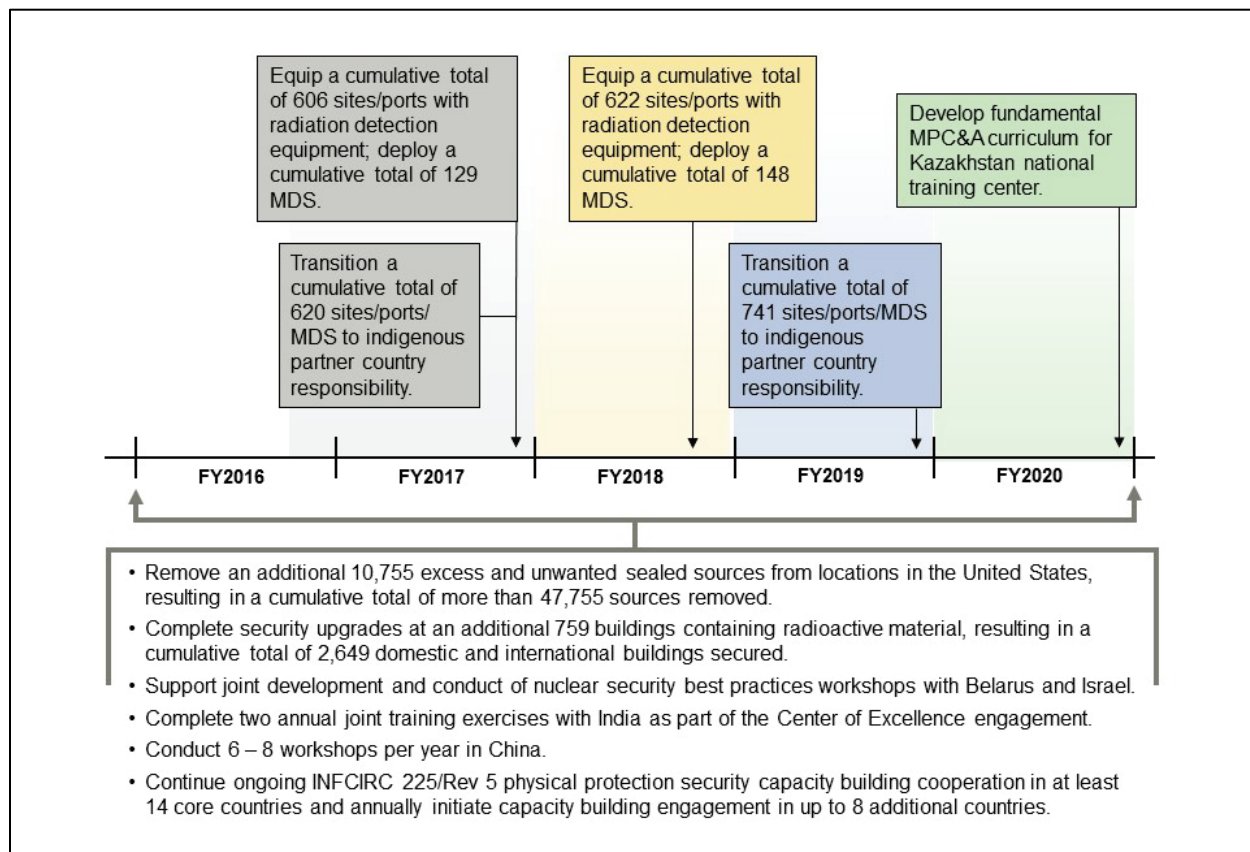 Equip a cumulative total
of 606 sites/ports with
radiation detection
equipment; deploy a
cumulative total of 129
MDS.
Equip a cumulative total
of 622 sites/ports with
radiation detection
equipment; deploy a
cumulative total of 148
MDS.
Develop fundamental
MPC&A curriculum for
Kazakhstan national
training center.
Transition a
cumulative total of
620 sites/ports/
MDS to indigenous
partner country
responsibility.
Transition a
cumulative total of
741 sites/ports/MDS
to indigenous
partner country
responsibility.
FY2016
FY2017
FY2018
FY2019
FY2020
• Remove an additional 10,755 excess and unwanted sealed sources from locations in the United States,
resulting in a cumulative total of more than 47,755 sources removed.
• Complete security upgrades at an additional 759 buildings containing radioactive material, resulting in a
cumulative total of 2,649 domestic and international buildings secured.
• Support joint development and conduct of nuclear security best practices workshops with Belarus and Israel.
• Complete two annual joint training exercises with India as part of the Center of Excellence engagement.
• Conduct 6 – 8 workshops per year in China.
• Continue ongoing INFCIRC 225/Rev 5 physical protection security capacity building cooperation in at least
14 core countries and annually initiate capacity building engagement in up to 8 additional countries.